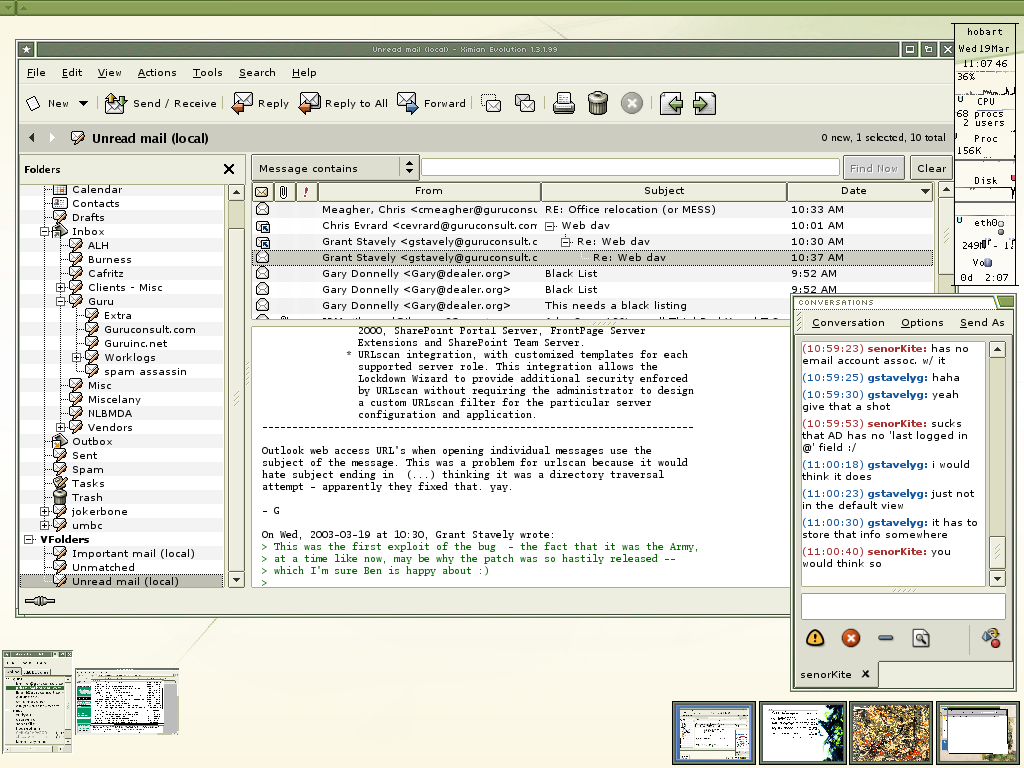 Unread mail (local) - Ximian Evolution 1.3.1.99
File Edit View Actions Tools Search Help
New Send / Receive Reply Reply to All Forward
Unread mail (local)
0 new, 1 selected, 10 total
Folders
Calendar
Contacts
Drafts
Inbox
ALH
Burness
Cafritz
Clients - Misc
Guru
Extra
Guruconsult.com
Guruinc.net
Worklogs
spam assassin
Misc
Miscelany
NLBMDA
Vendors
Outbox
Sent
Spam
Tasks
Trash
jokerbone
umbc
VFolders
Important mail (local)
Unmatched
Unread mail (local)
Message contains Find Now Clear
! From Subject Date
Meagher, Chris <cmeagher@guruconsu RE: Office relocation (or MESS) 10:33 AM
Chris Evrard <cevrard@guruconsult.com Web dav 10:01 AM
Grant Stavely <gstavely@guruconsult.c Re: Web dav 10:30 AM
Grant Stavely <gstavely@guruconsult.c Re: Web dav 10:37 AM
Gary Donnelly <Gary@dealer.org> Black List 9:52 AM
Gary Donnelly <Gary@dealer.org> Black List 9:52 AM
Gary Donnelly <Gary@dealer.org> This needs a black listing
2000, SharePoint Portal Server, FrontPage Server
Extensions and SharePoint Team Server.
* URLscan integration, with customized templates for each
supported server role. This integration allows the
Lockdown Wizard to provide additional security enforced
by URLscan without requiring the administrator to design
a custom URLscan filter for the particular server
configuration and application.
------------------------------------------------------------------------
Outlook web access URL's when opening individual messages use the
subject of the message. This was a problem for urlscan because it would
hate subject ending in  (...) thinking it was a directory traversal
attempt - apparently they fixed that. yay.
- G
On Wed, 2003-03-19 at 10:30, Grant Stavely wrote:
> This was the first exploit of the bug  - the fact that it was the Army,
> at a time like now, may be why the patch was so hastily released --
> which I'm sure Ben is happy about :)
>
hobart
Wed 19 Mar
11:07 46
36%
CPU
68 procs
2 users
Proc
156K
Disk
eth0
Vol
0d 2:07
CONVERSATIONS
Conversation Options Send As
(10:59:23) senorKite: has no
email account assoc. w/ it
(10:59:25) gstavelyg: haha
(10:59:30) gstavelyg: yeah
give that a shot
(10:59:53) senorKite: sucks
that AD has no 'last logged in
@' field :/
(11:00:18) gstavelyg: i would
think it does
(11:00:23) gstavelyg: just not
in the default view
(11:00:30) gstavelyg: it has to
store that info somewhere
(11:00:40) senorKite: you
would think so
senorKite